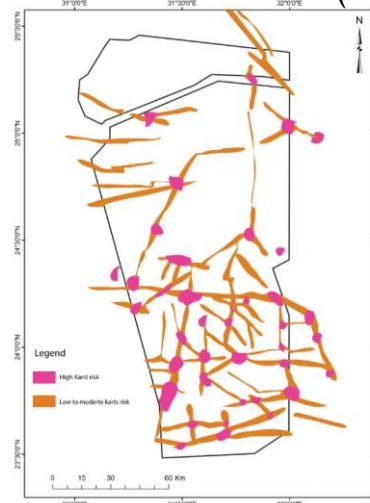 31°0'0"E 31°30'0"E 32°0'0"E
N
25°30'0"N
25°0'0"N
24°30'0"N
24°0'0"N
23°30'0"N
Legend
High Karst risk
Low to moderte karts risk
0 15 30 60 Km